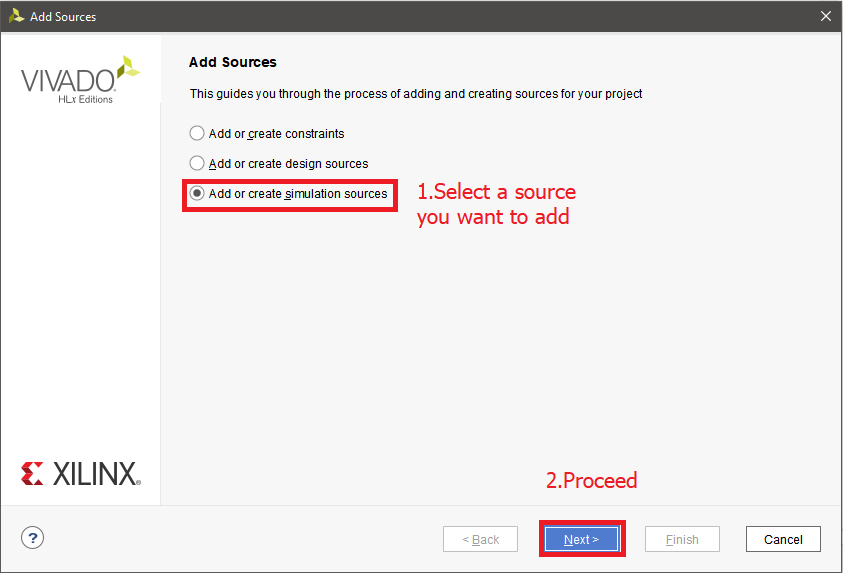 Add Sources
VIVADO
HLx Editions
Add Sources
This guides you through the process of adding and creating sources for your project
Add or create constraints
Add or create design sources
Add or create simulation sources
1.Select a source
you want to add
XILINX
2.Proceed
?
< Back
Next >
Finish
Cancel